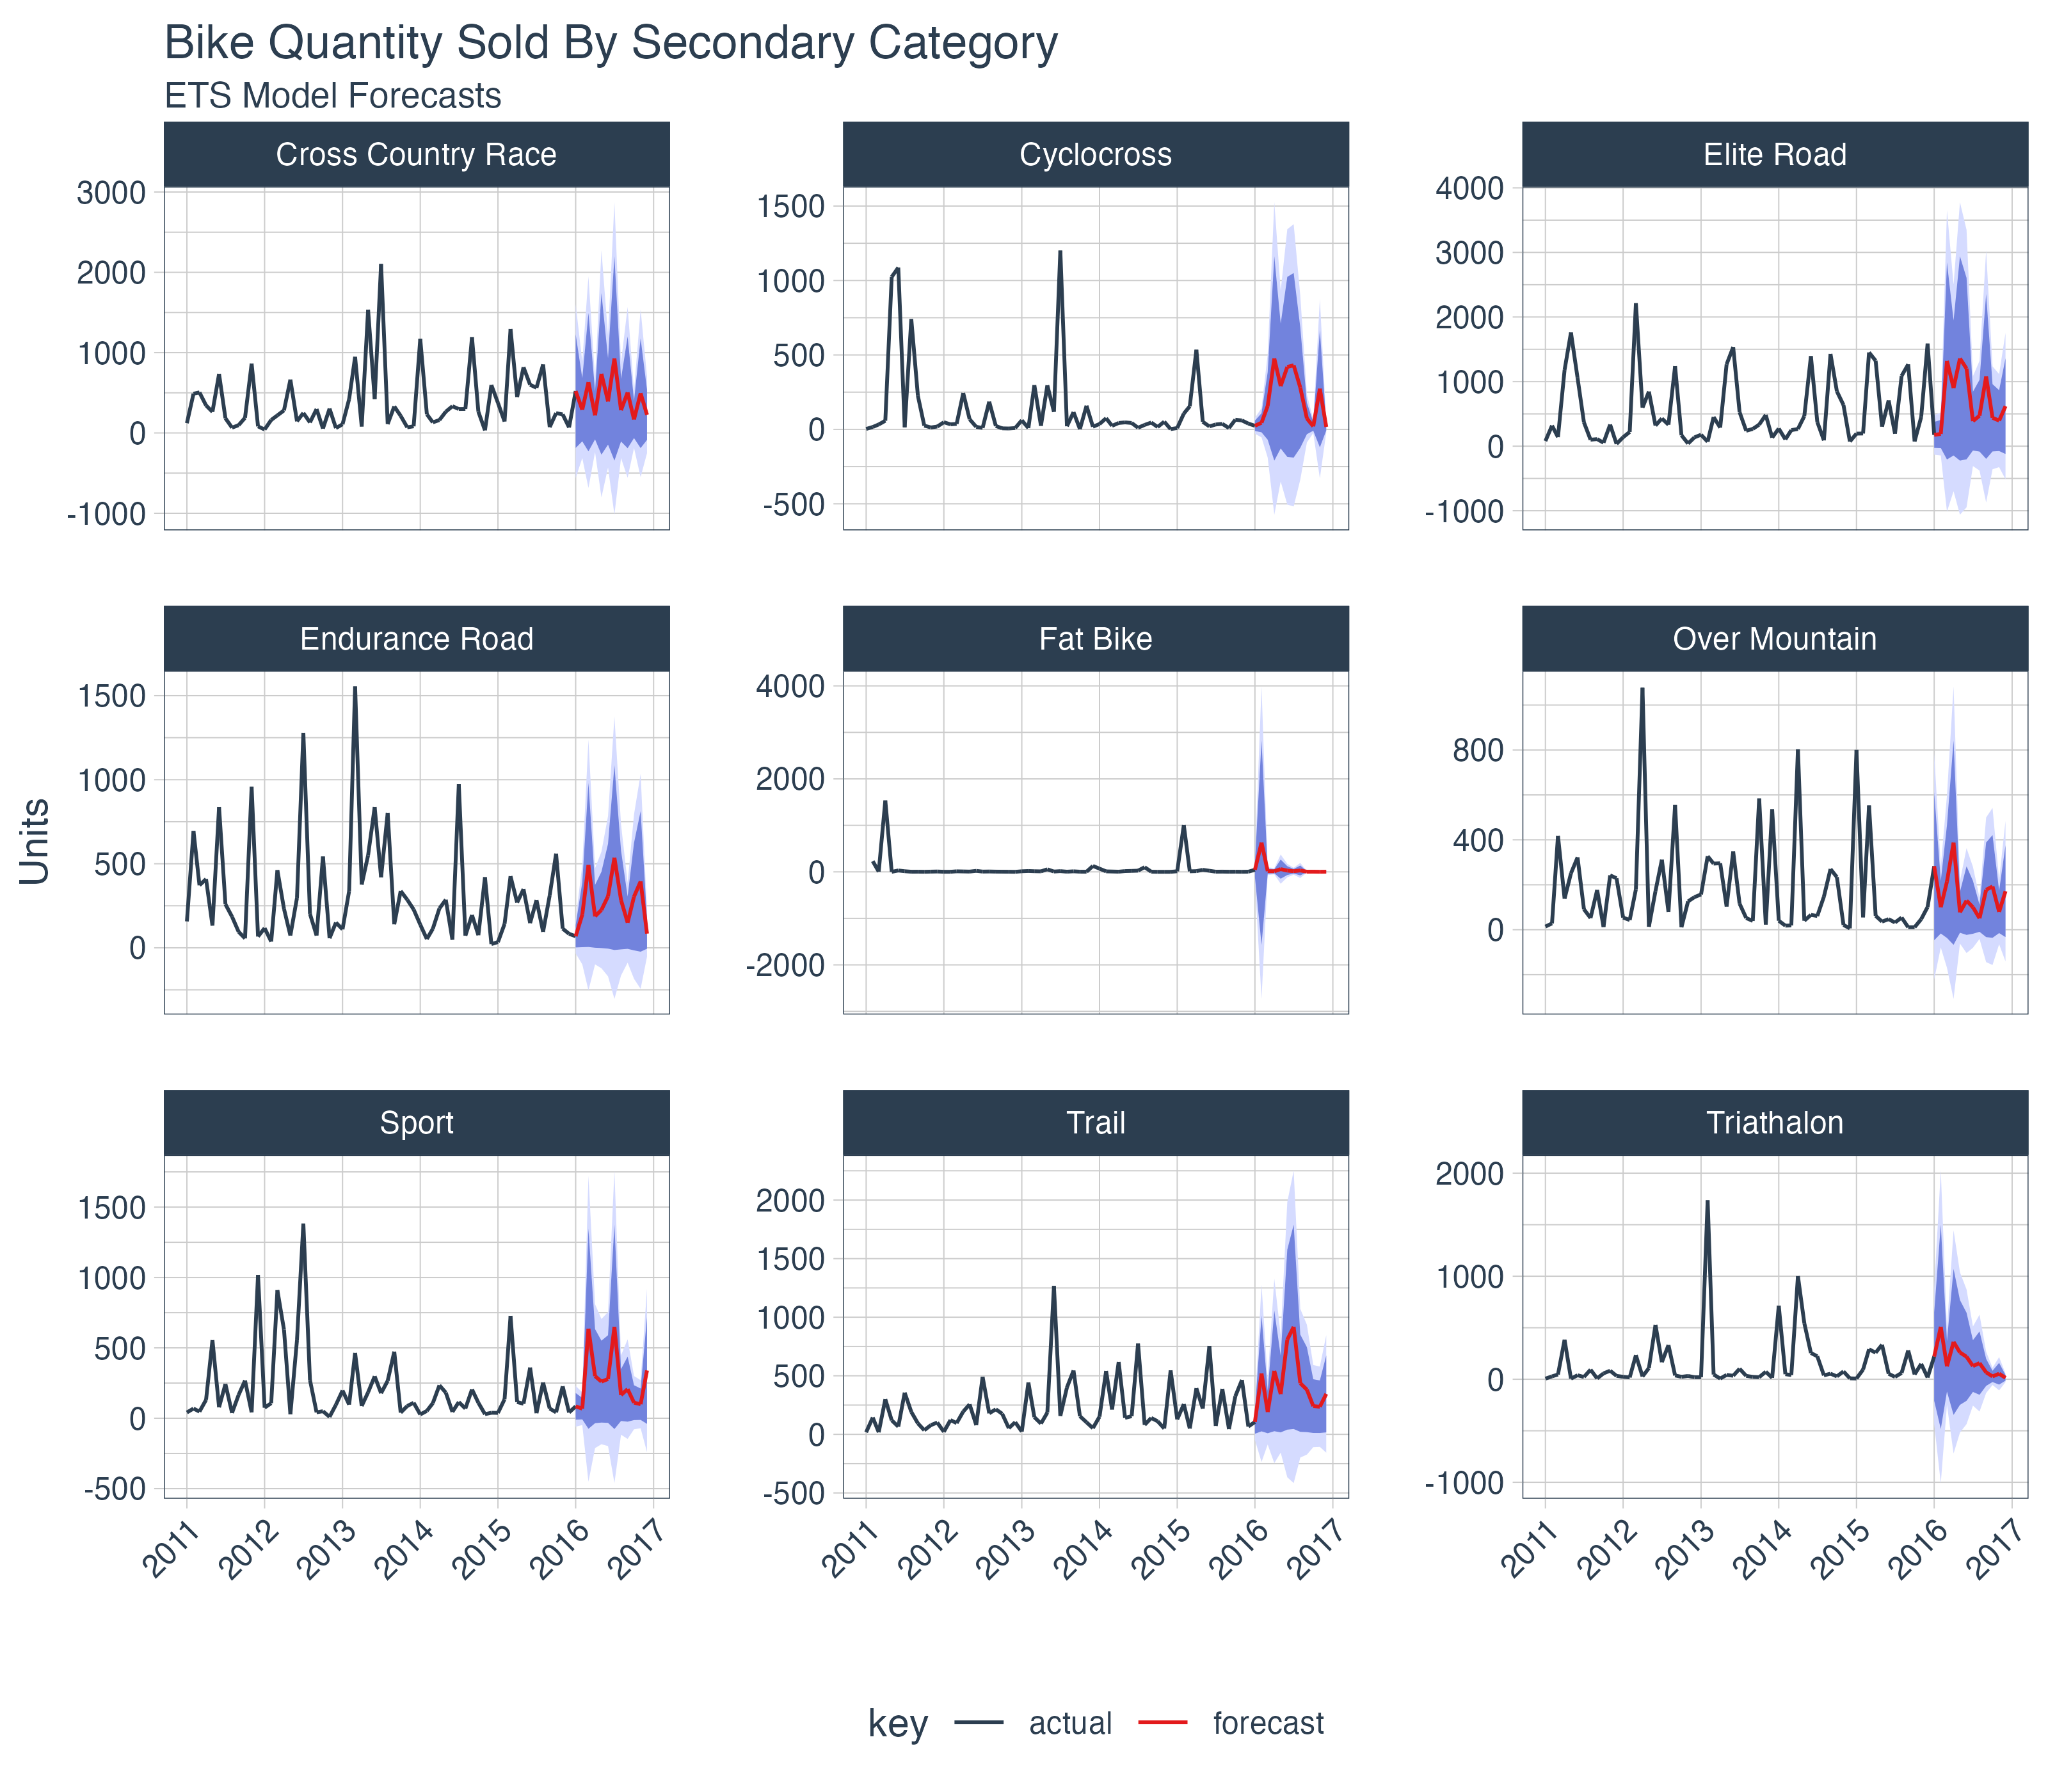 Bike Quantity Sold By Secondary Category
ETS Model Forecasts
Cross Country Race
3000
2000
1000
0
-1000
Cyclocross
1500
1000
500
0
-500
Elite Road
4000
3000
2000
1000
0
-1000
Units
Endurance Road
1500
1000
500
0
Fat Bike
4000
2000
0
-2000
Over Mountain
800
400
0
Sport
1500
1000
500
0
-500
2011 2012 2013 2014 2015 2016 2017
Trail
2000
1500
1000
500
0
-500
2011 2012 2013 2014 2015 2016 2017
Triathalon
2000
1000
0
-1000
2011 2012 2013 2014 2015 2016 2017
key actual forecast